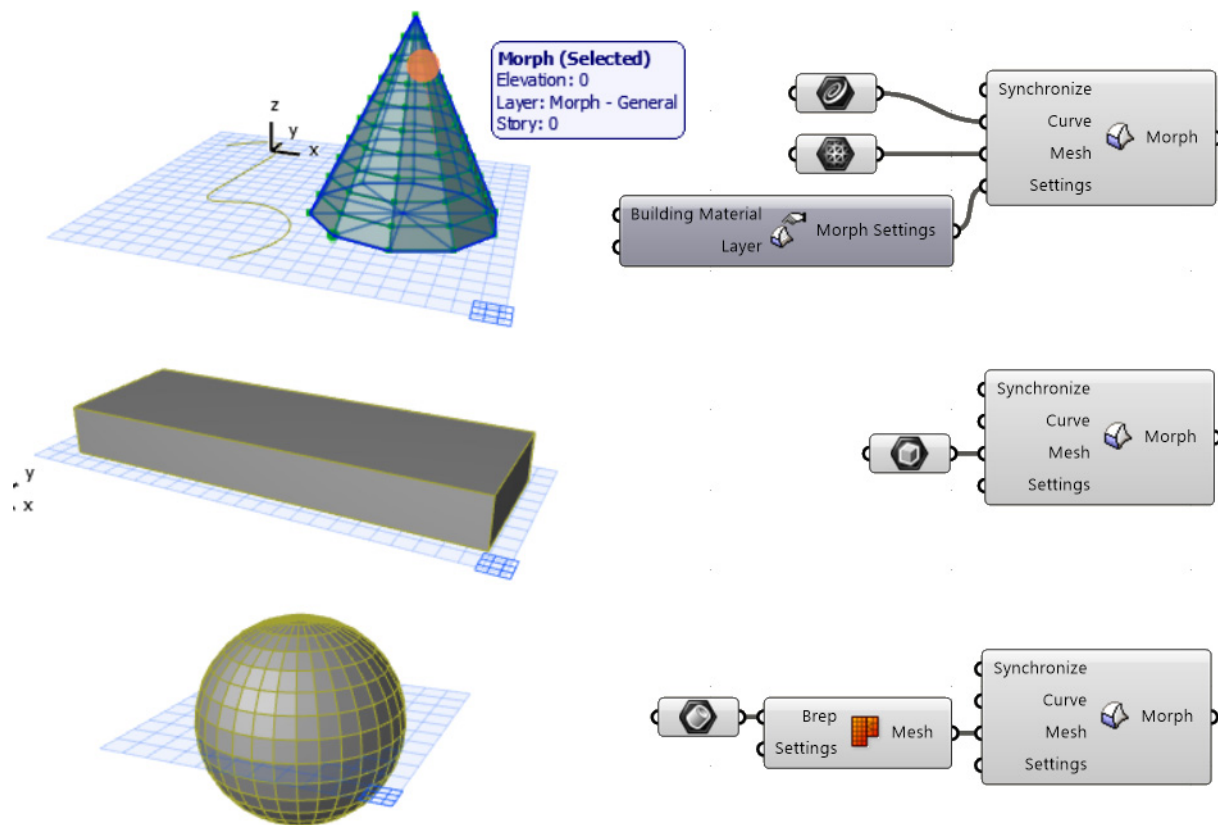 Morph (Selected)
Elevation: 0
Layer: Morph - General
Story: 0
z
y
x
Synchronize
Curve
Mesh
Settings
Morph
Building Material
Layer
Morph Settings
y
x
Synchronize
Curve
Mesh
Settings
Morph
Brep
Settings
Mesh
Synchronize
Curve
Mesh
Settings
Morph